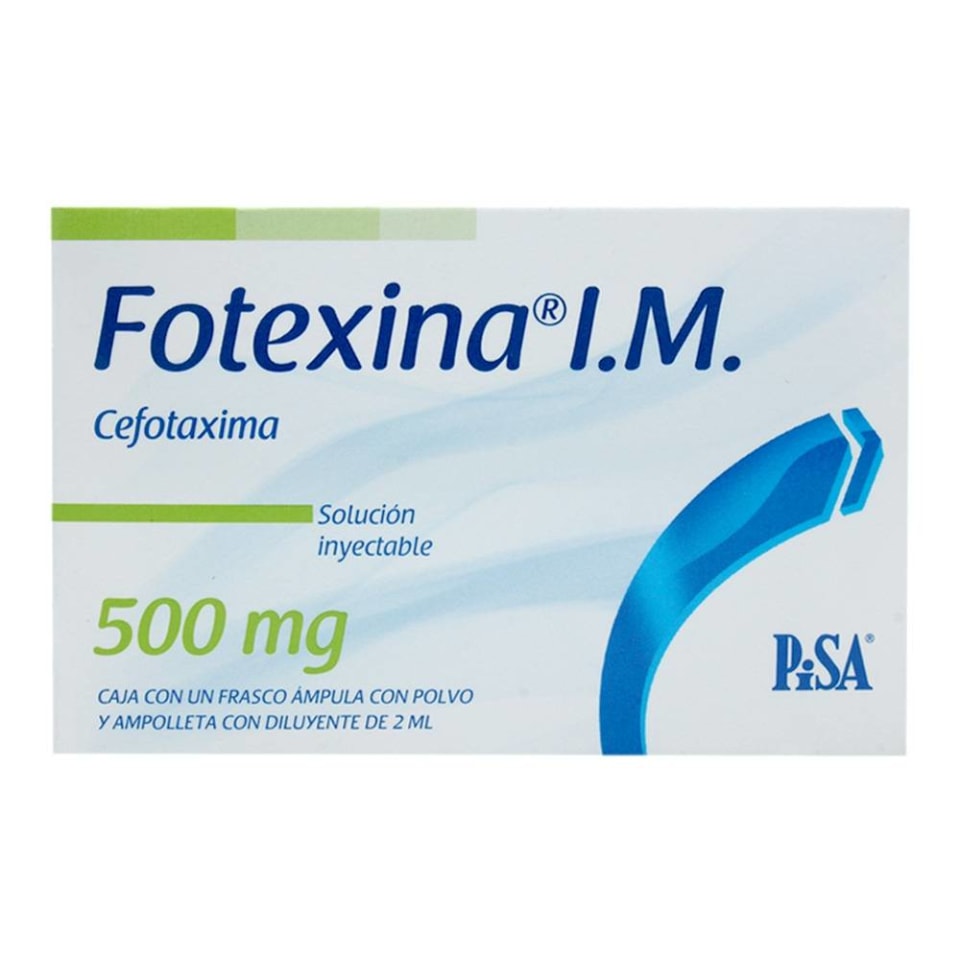 Fotexina® I.M.
Cefotaxima
Solución
inyectable
500 mg
CAJA CON UN FRASCO ÁMPULA CON POLVO
Y AMPOLLETA CON DILUYENTE DE 2 ML
PiSA®